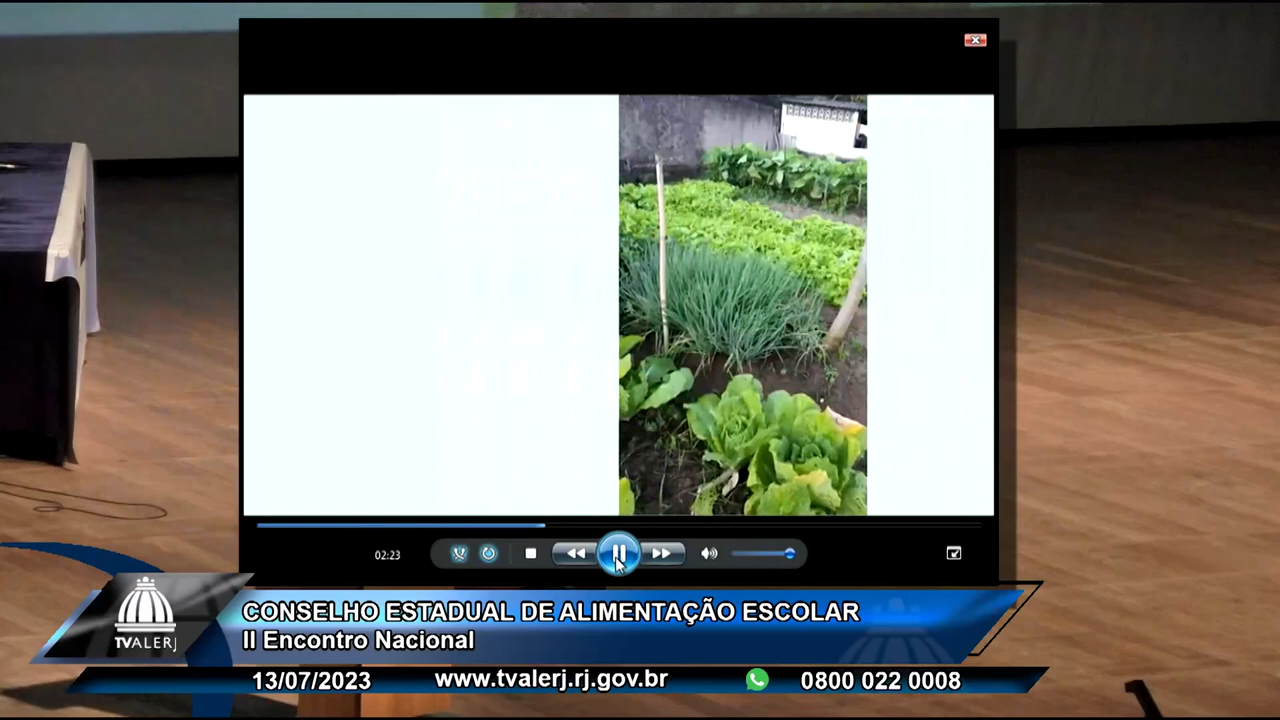 02:23
CONSELHO ESTADUAL DE ALIMENTAÇÃO ESCOLAR
II Encontro Nacional
TVALERJ
13/07/2023 www.tvalerj.rj.gov.br 0800 022 0008